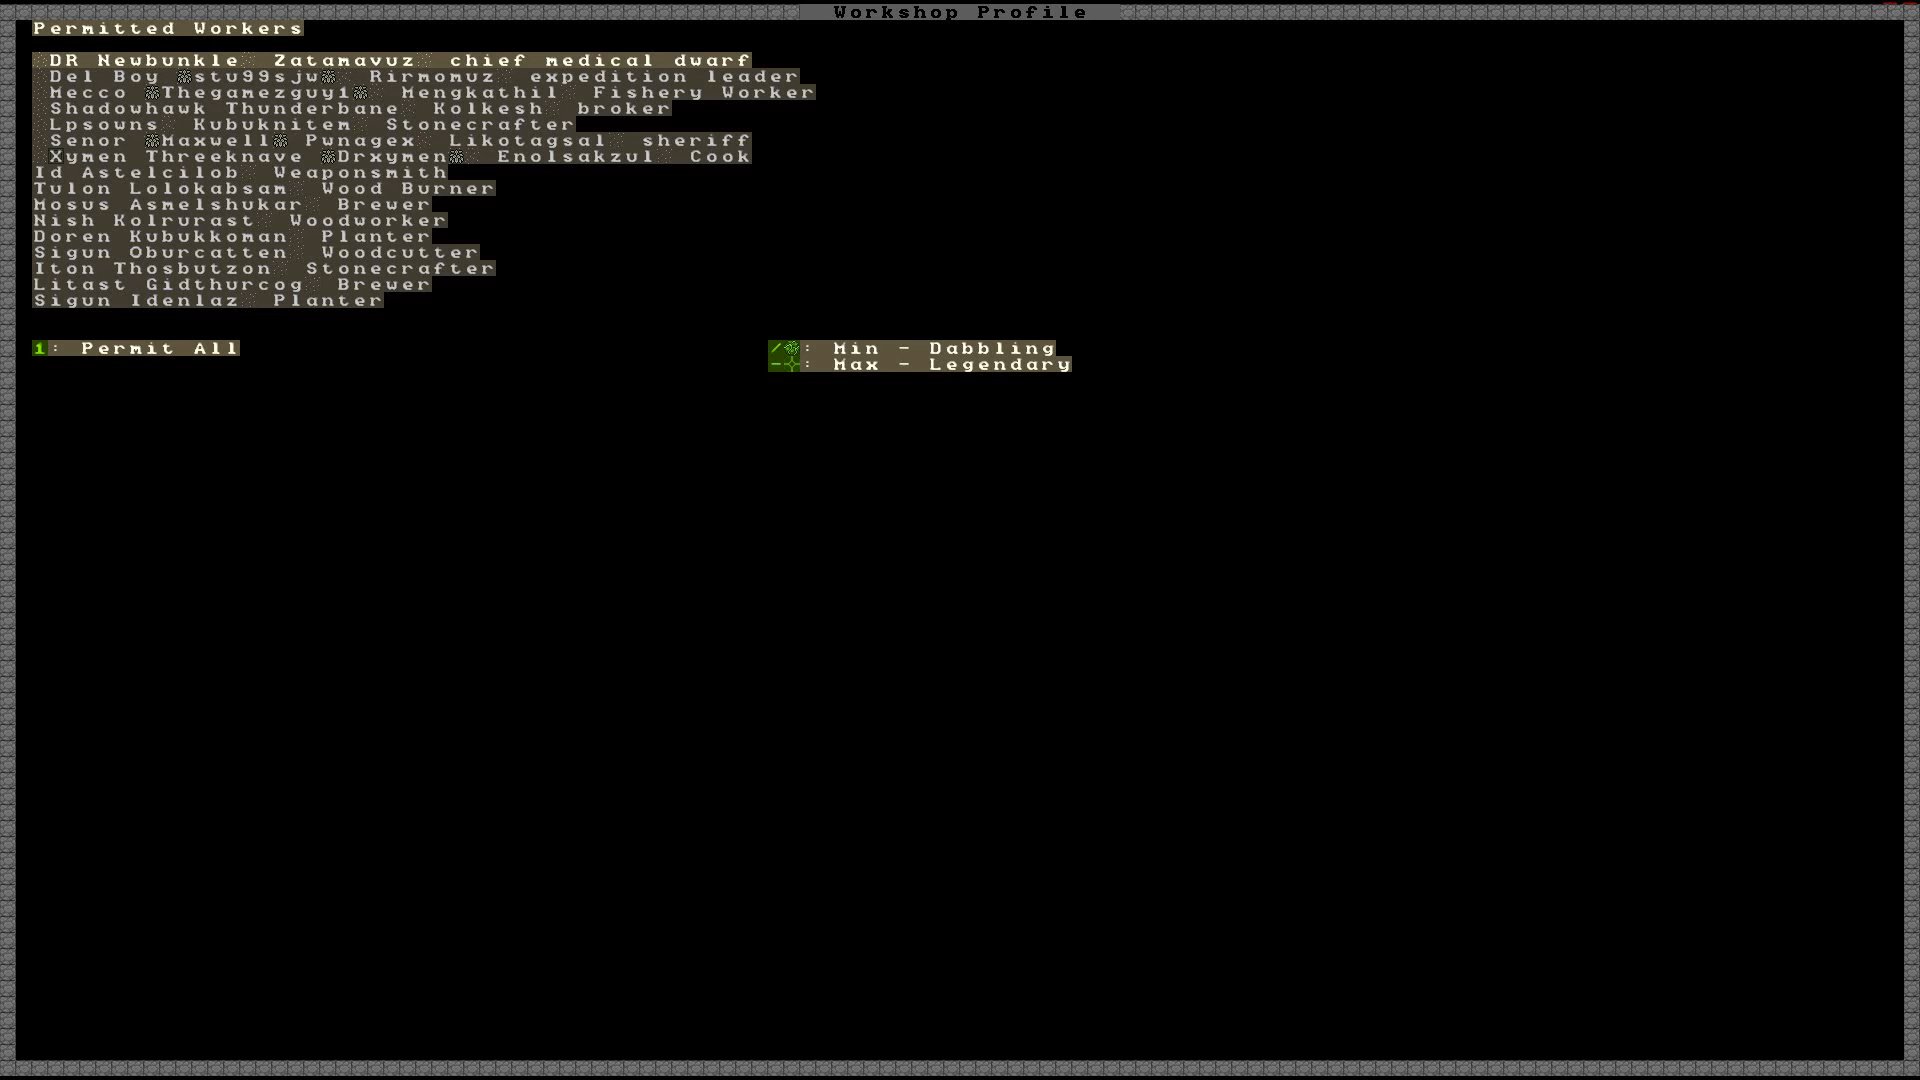 Workshop Profile
Permitted Workers
DR Newbunkle Zatamavuz chief medical dwarf
Del Boy stu99sjw Rirmomuz expedition leader
Mecco Thegamezguy1 Mengkathil Fishery Worker
Shadowhawk Thunderbane Kolkesh broker
Lpsowns Kubuknitem Stonecrafter
Senor Maxwell Pwnagex Likotagsal sheriff
Xymen Threeknave Drxymen Enolsakzul Cook
Id Astelcilob Weaponsmith
Tulon Lolokabsam Wood Burner
Mosus Asmelshukar Brewer
Nish Kolrurast Woodworker
Doren Kubukkoman Planter
Sigun Oburcatten Woodcutter
Iton Thosbutzon Stonecrafter
Litast Gidthurcog Brewer
Sigun Idenlaz Planter
1: Permit All
/*: Min - Dabbling
-+: Max - Legendary